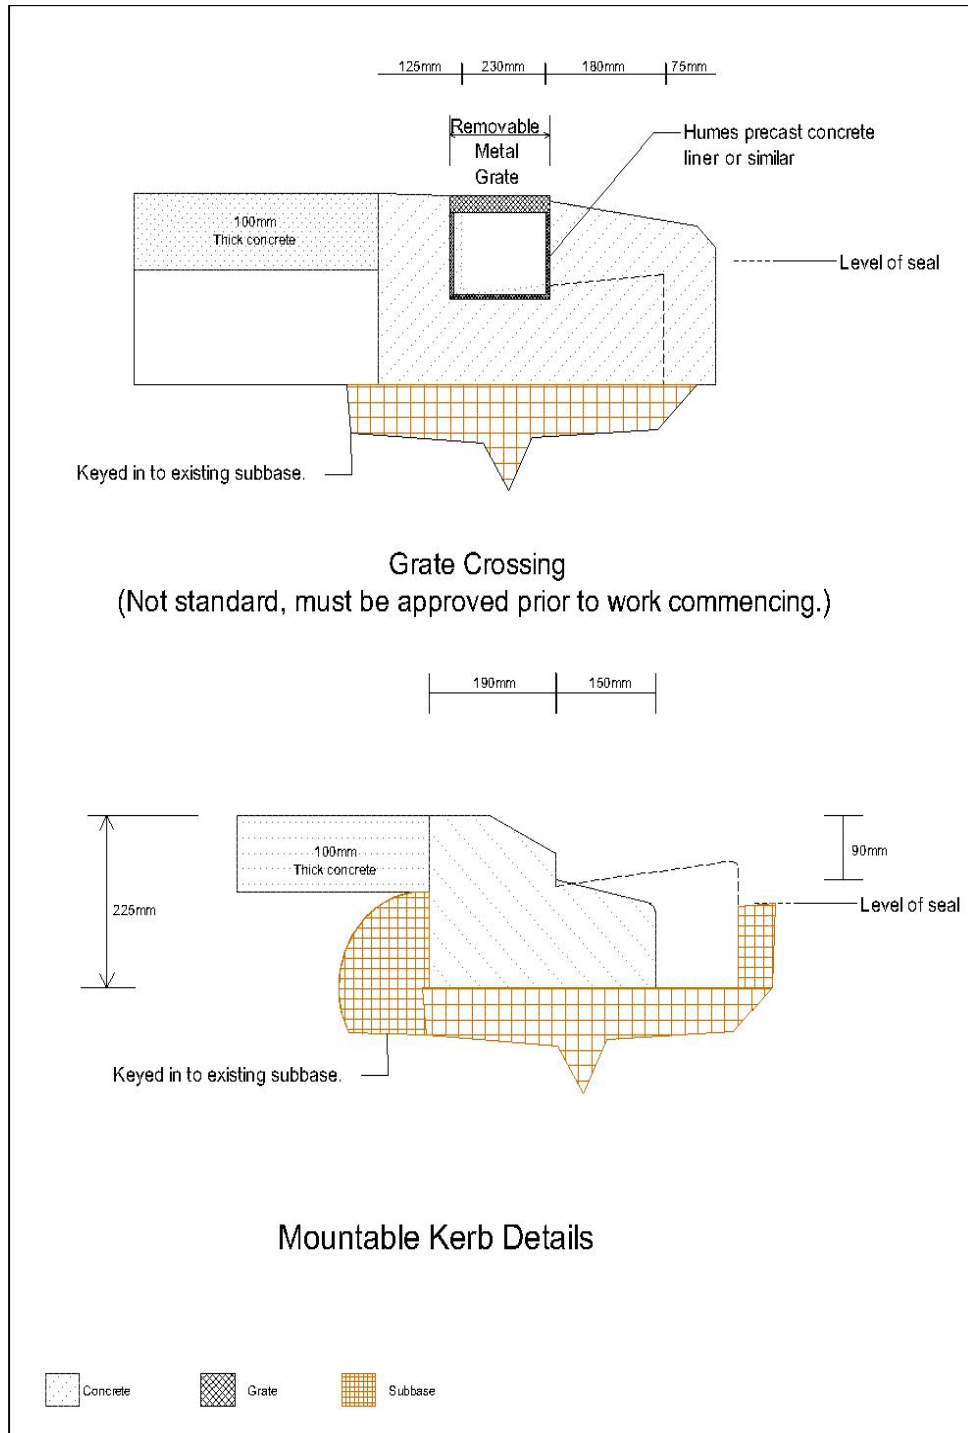 125mm 230mm 180mm 75mm
Removable
Metal
Grate
Humes precast concrete
liner or similar
100mm
Thick concrete
Level of seal
Keyed in to existing subbase.
Grate Crossing
(Not standard, must be approved prior to work commencing.)
190mm 150mm
100mm
Thick concrete
90mm
225mm
Level of seal
Keyed in to existing subbase.
Mountable Kerb Details
Concrete Grate Subbase